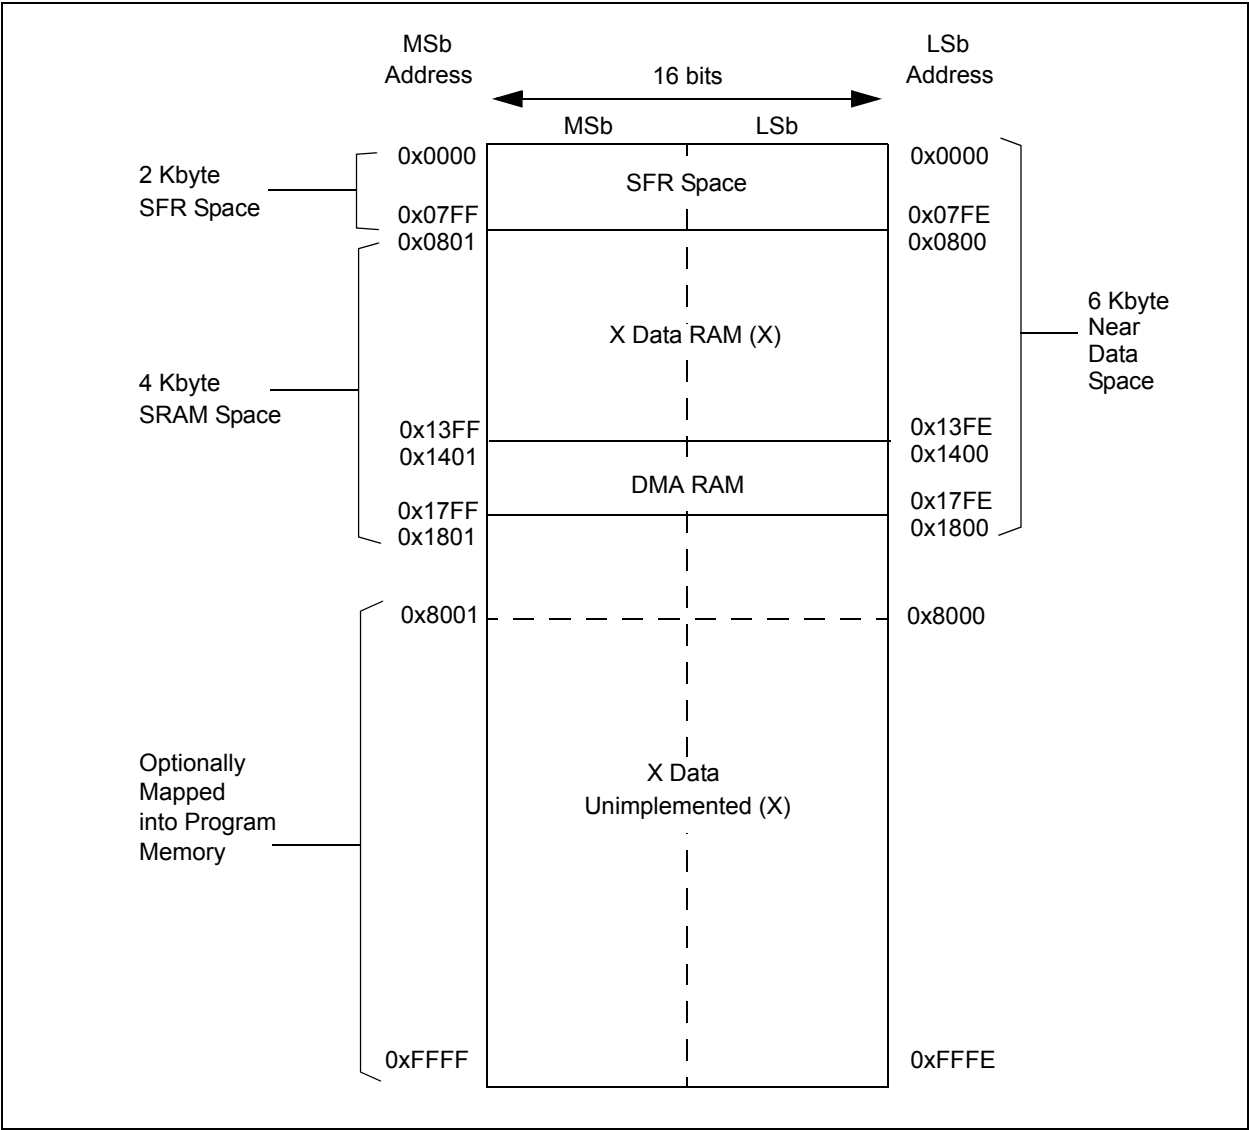 MSb
Address
LSb
Address
16 bits
MSb
LSb
2 Kbyte
SFR Space
0x0000
SFR Space
0x0000
0x07FF
0x07FE
0x0801
0x0800
4 Kbyte
SRAM Space
X Data RAM (X)
6 Kbyte
Near
Data
Space
0x13FF
0x13FE
0x1401
0x1400
DMA RAM
0x17FF
0x17FE
0x1801
0x1800
0x8001
0x8000
Optionally
Mapped
into Program
Memory
X Data
Unimplemented (X)
0xFFFF
0xFFFE